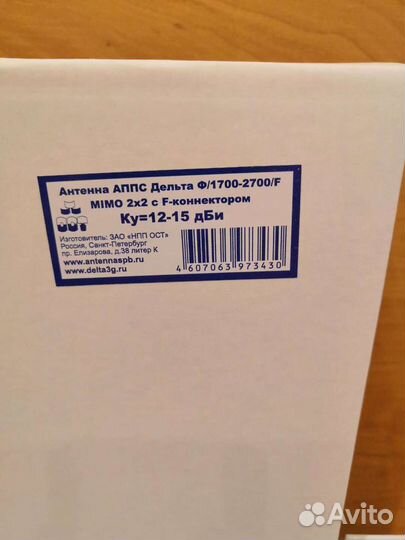 Антенна АППС Дельта Ф/1700-2700/F
MIMO 2x2 с F-коннектором
Ку=12-15 дБи
ОСТ
Изготовитель: ЗАО «НПП ОСТ»
Россия, Санкт-Петербург
пр. Елизарова, д.38 литер К
www.antennaspb.ru
www.delta3g.ru
4 607063 973430
Avito